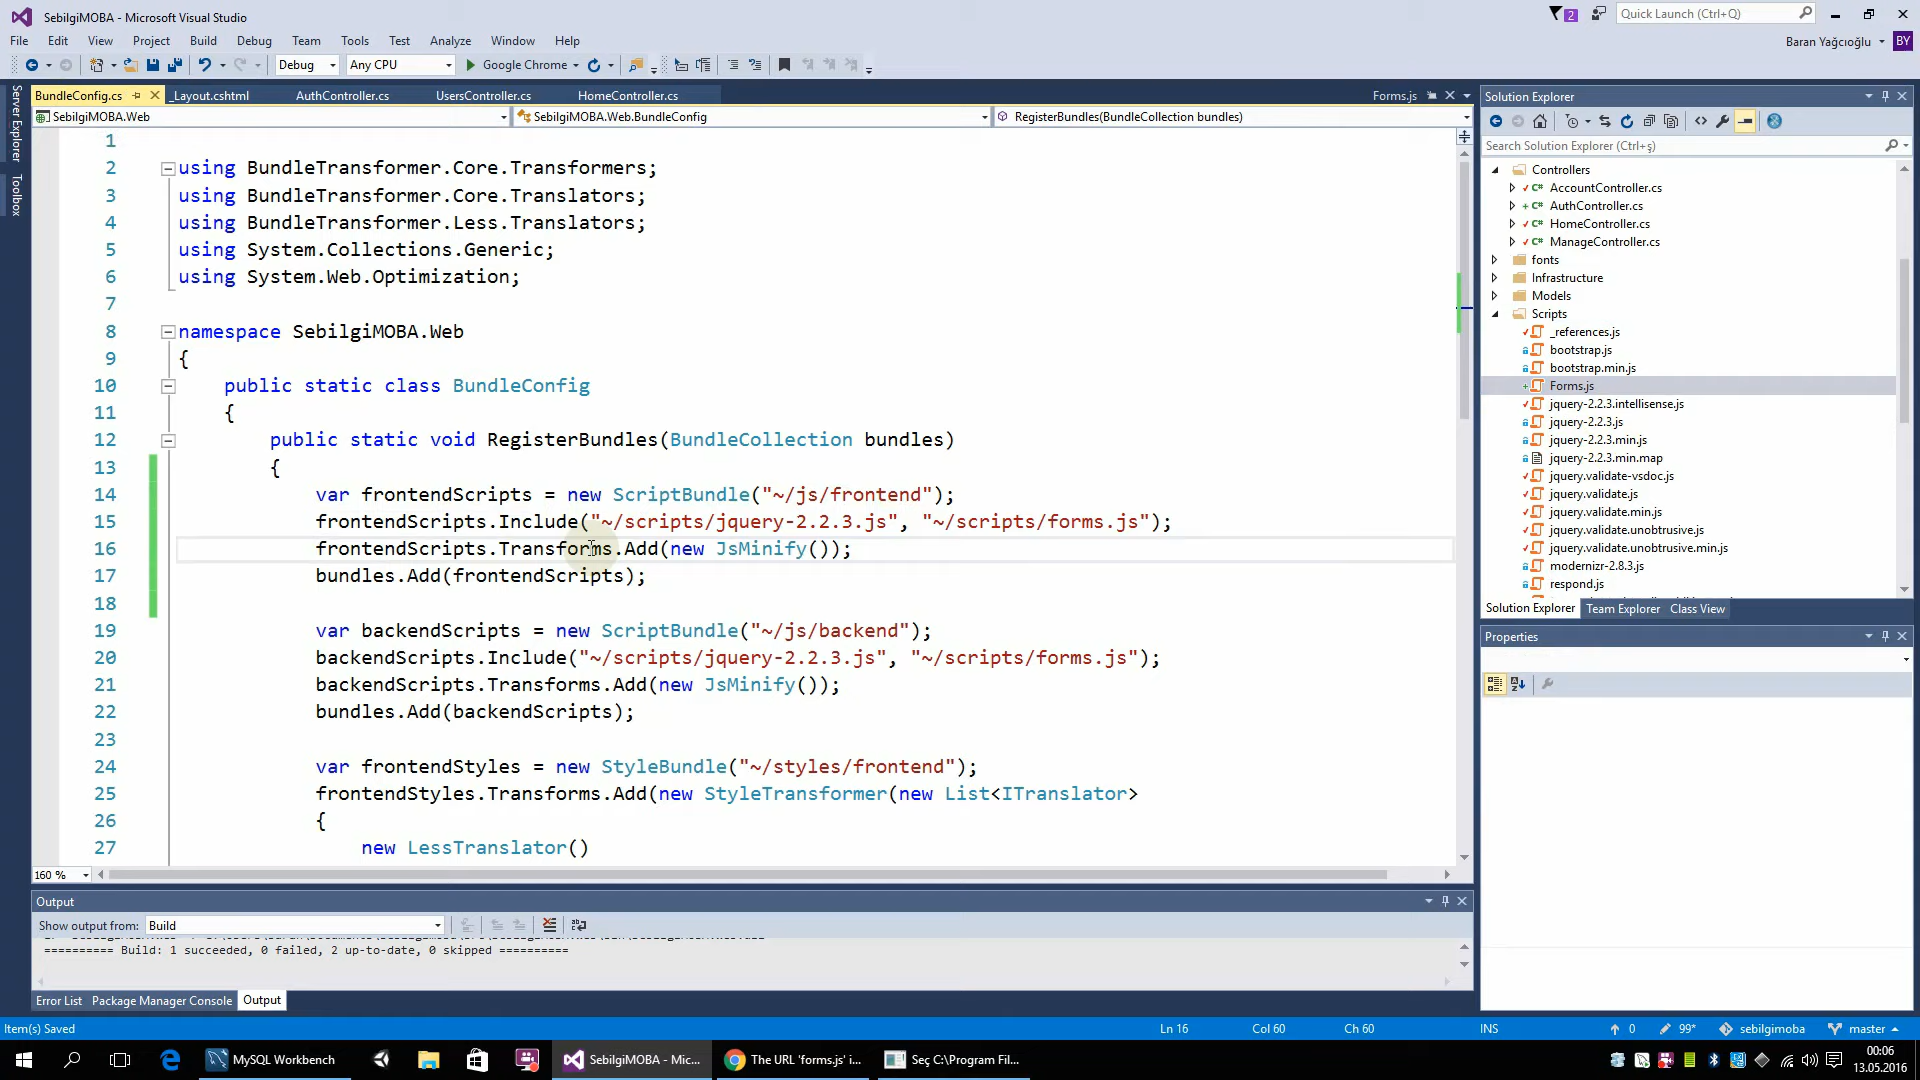 SebilgiMOBA - Microsoft Visual Studio
2
Quick Launch (Ctrl+Q)
File Edit View Project Build Debug Team Tools Test Analyze Window Help
Baran Yağcıoğlu BY
Debug Any CPU Google Chrome
BundleConfig.cs _Layout.cshtml AuthController.cs UsersController.cs HomeController.cs Forms.js
SebilgiMOBA.Web SebilgiMOBA.Web.BundleConfig RegisterBundles(BundleCollection bundles)
Server Explorer
Toolbox
1
2 using BundleTransformer.Core.Transformers;
3 using BundleTransformer.Core.Translators;
4 using BundleTransformer.Less.Translators;
5 using System.Collections.Generic;
6 using System.Web.Optimization;
7
8 namespace SebilgiMOBA.Web
9 {
10 public static class BundleConfig
11 {
12 public static void RegisterBundles(BundleCollection bundles)
13 {
14 var frontendScripts = new ScriptBundle("~/js/frontend");
15 frontendScripts.Include("~/scripts/jquery-2.2.3.js", "~/scripts/forms.js");
16 frontendScripts.Transforms.Add(new JsMinify());
17 bundles.Add(frontendScripts);
18
19 var backendScripts = new ScriptBundle("~/js/backend");
20 backendScripts.Include("~/scripts/jquery-2.2.3.js", "~/scripts/forms.js");
21 backendScripts.Transforms.Add(new JsMinify());
22 bundles.Add(backendScripts);
23
24 var frontendStyles = new StyleBundle("~/styles/frontend");
25 frontendStyles.Transforms.Add(new StyleTransformer(new List<ITranslator>
26 {
27 new LessTranslator()
160 %
Solution Explorer
Search Solution Explorer (Ctrl+ş)
Controllers
AccountController.cs
AuthController.cs
HomeController.cs
ManageController.cs
fonts
Infrastructure
Models
Scripts
_references.js
bootstrap.js
bootstrap.min.js
Forms.js
jquery-2.2.3.intellisense.js
jquery-2.2.3.js
jquery-2.2.3.min.js
jquery-2.2.3.min.map
jquery.validate-vsdoc.js
jquery.validate.js
jquery.validate.min.js
jquery.validate.unobtrusive.js
jquery.validate.unobtrusive.min.js
modernizr-2.8.3.js
respond.js
Solution Explorer Team Explorer Class View
Properties
Output
Show output from: Build
========== Build: 1 succeeded, 0 failed, 2 up-to-date, 0 skipped ==========
Error List Package Manager Console Output
Item(s) Saved Ln 16 Col 60 Ch 60 INS 0 99* sebilgimoba master
MySQL Workbench SebilgiMOBA - Mic... The URL 'forms.js' i... Seç C:\Program Fil...
00:06
13.05.2016